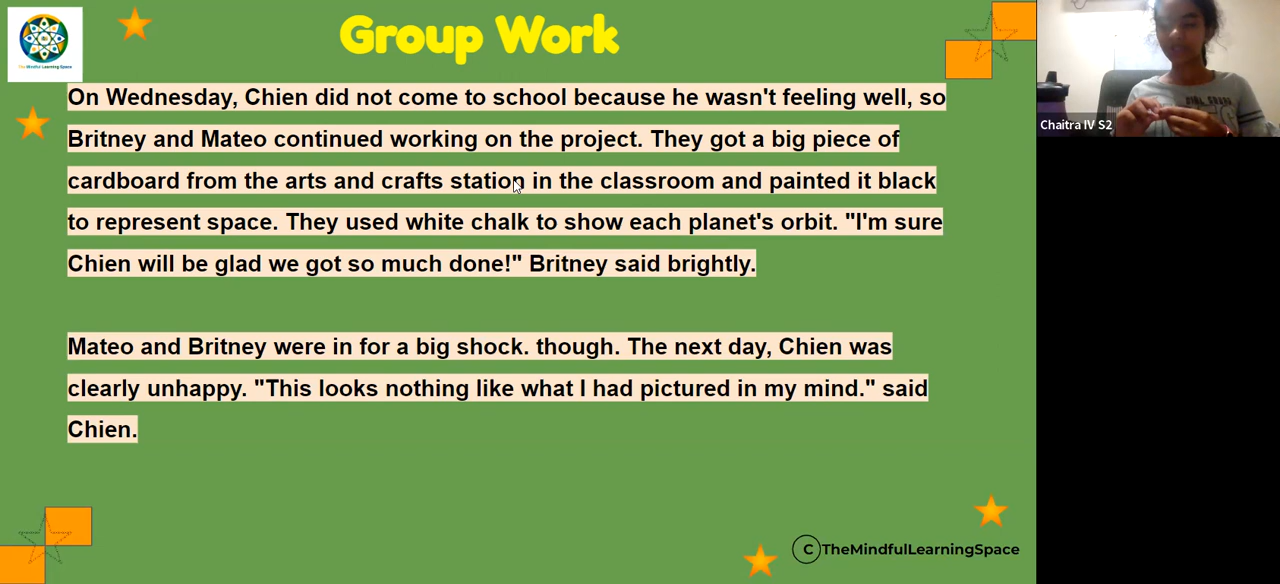 Group Work
The Mindful Learning Space
On Wednesday, Chien did not come to school because he wasn't feeling well, so
Britney and Mateo continued working on the project. They got a big piece of
cardboard from the arts and crafts station in the classroom and painted it black
to represent space. They used white chalk to show each planet's orbit. "I'm sure
Chien will be glad we got so much done!" Britney said brightly.
Mateo and Britney were in for a big shock. though. The next day, Chien was
clearly unhappy. "This looks nothing like what I had pictured in my mind." said
Chien.
C TheMindfulLearningSpace
Chaitra IV S2